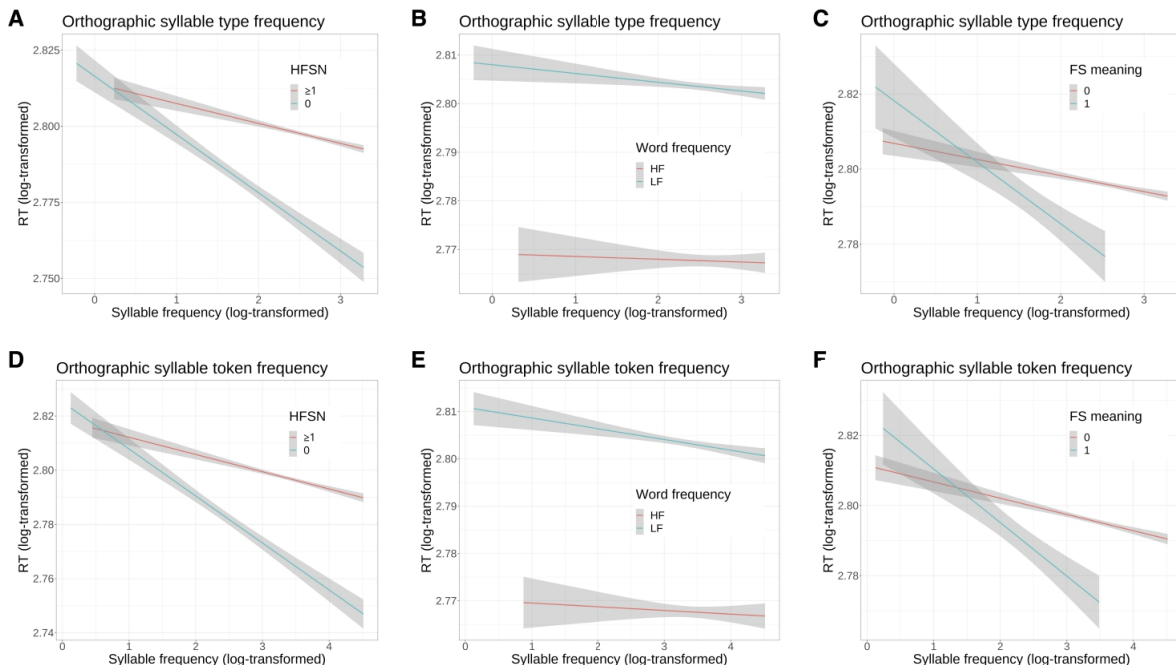 A
Orthographic syllable type frequency
RT (log-transformed)
2.825
2.800
2.775
2.750
HFSN
≥1
0
0 1 2 3
Syllable frequency (log-transformed)
B
Orthographic syllable type frequency
RT (log-transformed)
2.81
2.80
2.79
2.78
2.77
Word frequency
HF
LF
0 1 2 3
Syllable frequency (log-transformed)
C
Orthographic syllable type frequency
RT (log-transformed)
2.82
2.80
2.78
FS meaning
0
1
0 1 2 3
Syllable frequency (log-transformed)
D
Orthographic syllable token frequency
RT (log-transformed)
2.82
2.80
2.78
2.76
2.74
HFSN
≥1
0
0 1 2 3 4
Syllable frequency (log-transformed)
E
Orthographic syllable token frequency
RT (log-transformed)
2.81
2.80
2.79
2.78
2.77
Word frequency
HF
LF
0 1 2 3 4
Syllable frequency (log-transformed)
F
Orthographic syllable token frequency
RT (log-transformed)
2.82
2.80
2.78
FS meaning
0
1
0 1 2 3 4
Syllable frequency (log-transformed)